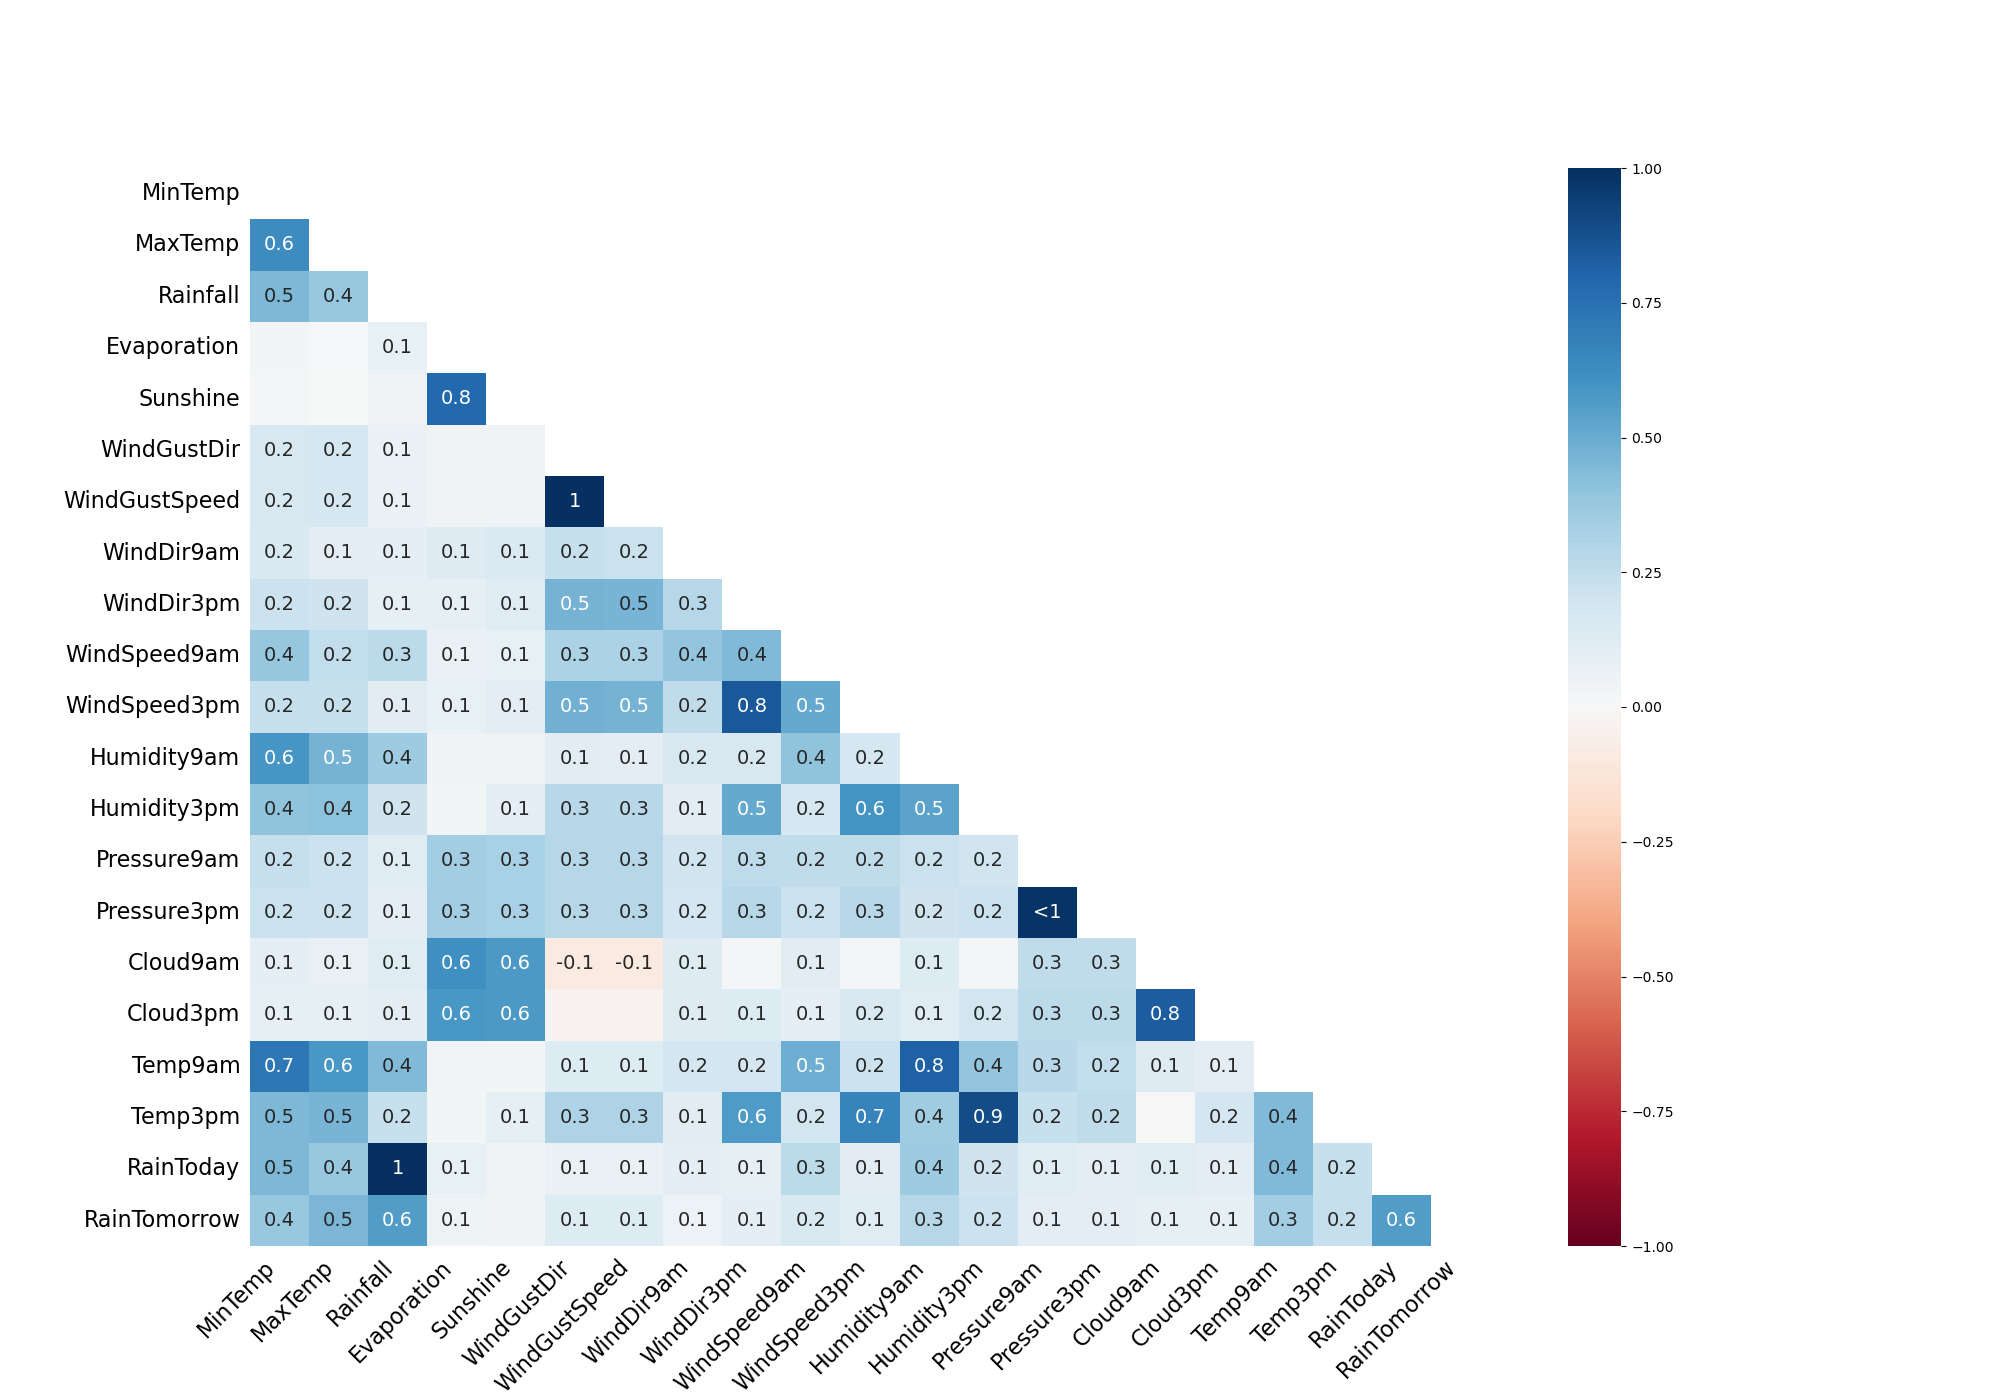 1.00
MinTemp
MaxTemp 0.6
Rainfall 0.5 0.4
0.75
Evaporation 0.1
Sunshine 0.8
WindGustDir 0.2 0.2 0.1
0.50
WindGustSpeed 0.2 0.2 0.1 1
WindDir9am 0.2 0.1 0.1 0.1 0.1 0.2 0.2
0.25
WindDir3pm 0.2 0.2 0.1 0.1 0.1 0.5 0.5 0.3
WindSpeed9am 0.4 0.2 0.3 0.1 0.1 0.3 0.3 0.4 0.4
WindSpeed3pm 0.2 0.2 0.1 0.1 0.1 0.5 0.5 0.2 0.8 0.5
0.00
Humidity9am 0.6 0.5 0.4 0.1 0.1 0.2 0.2 0.4 0.2
Humidity3pm 0.4 0.4 0.2 0.1 0.3 0.3 0.1 0.5 0.2 0.6 0.5
−0.25
Pressure9am 0.2 0.2 0.1 0.3 0.3 0.3 0.3 0.2 0.3 0.2 0.2 0.2 0.2
Pressure3pm 0.2 0.2 0.1 0.3 0.3 0.3 0.3 0.2 0.3 0.2 0.3 0.2 0.2 <1
Cloud9am 0.1 0.1 0.1 0.6 0.6 -0.1 -0.1 0.1 0.1 0.1 0.3 0.3
−0.50
Cloud3pm 0.1 0.1 0.1 0.6 0.6 0.1 0.1 0.1 0.2 0.1 0.2 0.3 0.3 0.8
Temp9am 0.7 0.6 0.4 0.1 0.1 0.2 0.2 0.5 0.2 0.8 0.4 0.3 0.2 0.1 0.1
−0.75
Temp3pm 0.5 0.5 0.2 0.1 0.3 0.3 0.1 0.6 0.2 0.7 0.4 0.9 0.2 0.2 0.2 0.4
RainToday 0.5 0.4 1 0.1 0.1 0.1 0.1 0.1 0.3 0.1 0.4 0.2 0.1 0.1 0.1 0.1 0.4 0.2
RainTomorrow 0.4 0.5 0.6 0.1 0.1 0.1 0.1 0.1 0.2 0.1 0.3 0.2 0.1 0.1 0.1 0.1 0.3 0.2 0.6
−1.00
MinTemp
MaxTemp
Rainfall
Evaporation
Sunshine
WindGustDir
WindGustSpeed
WindDir9am
WindDir3pm
WindSpeed9am
WindSpeed3pm
Humidity9am
Humidity3pm
Pressure9am
Pressure3pm
Cloud9am
Cloud3pm
Temp9am
Temp3pm
RainToday
RainTomorrow